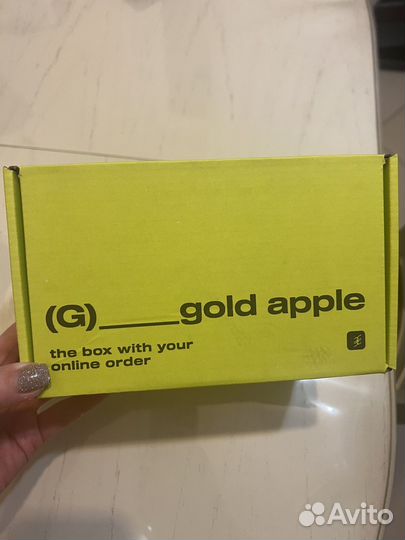 (G)____gold apple
the box with your
online order
Avito